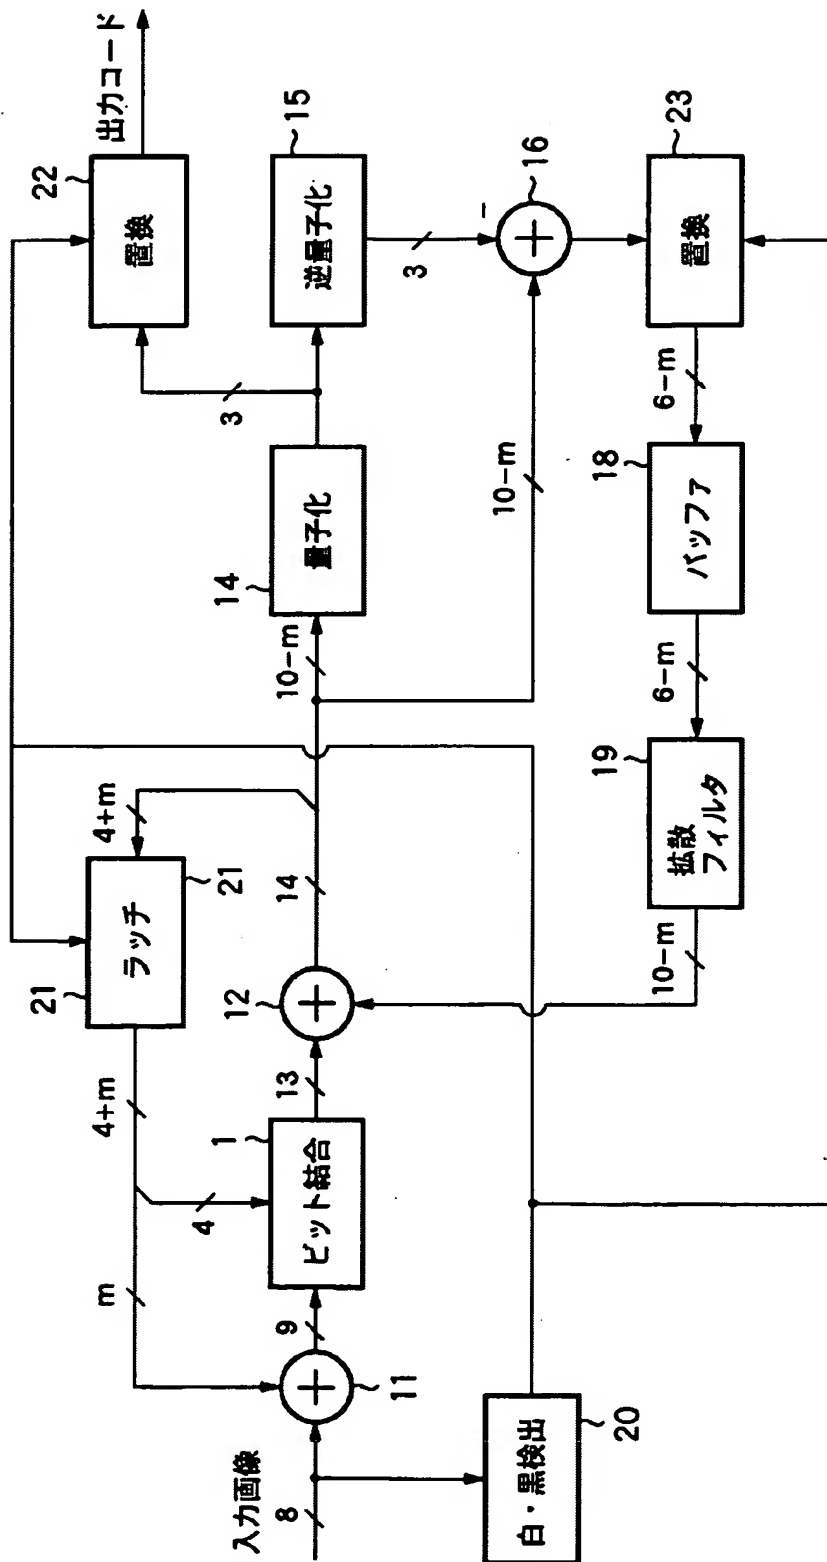 入力画像
8
白・黒検出
20
11
9
m
ビット結合
1
4
4+m
13
12
ラッチ
21
21
4+m
14
10−m
量子化
14
3
置換
22
出力コード
逆量子化
15
3
−
16
10−m
置換
23
6−m
バッファ
18
6−m
拡散
フィルタ
19
10−m